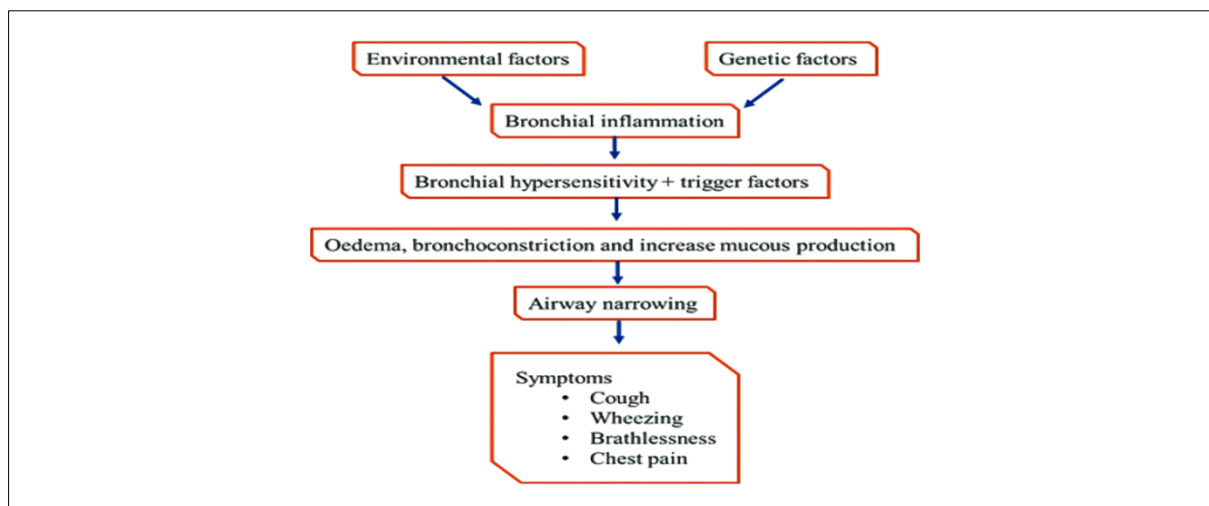 Environmental factors
Genetic factors
Bronchial inflammation
Bronchial hypersensitivity + trigger factors
Oedema, bronchoconstriction and increase mucous production
Airway narrowing
Symptoms
• Cough
• Wheezing
• Brathlessness
• Chest pain